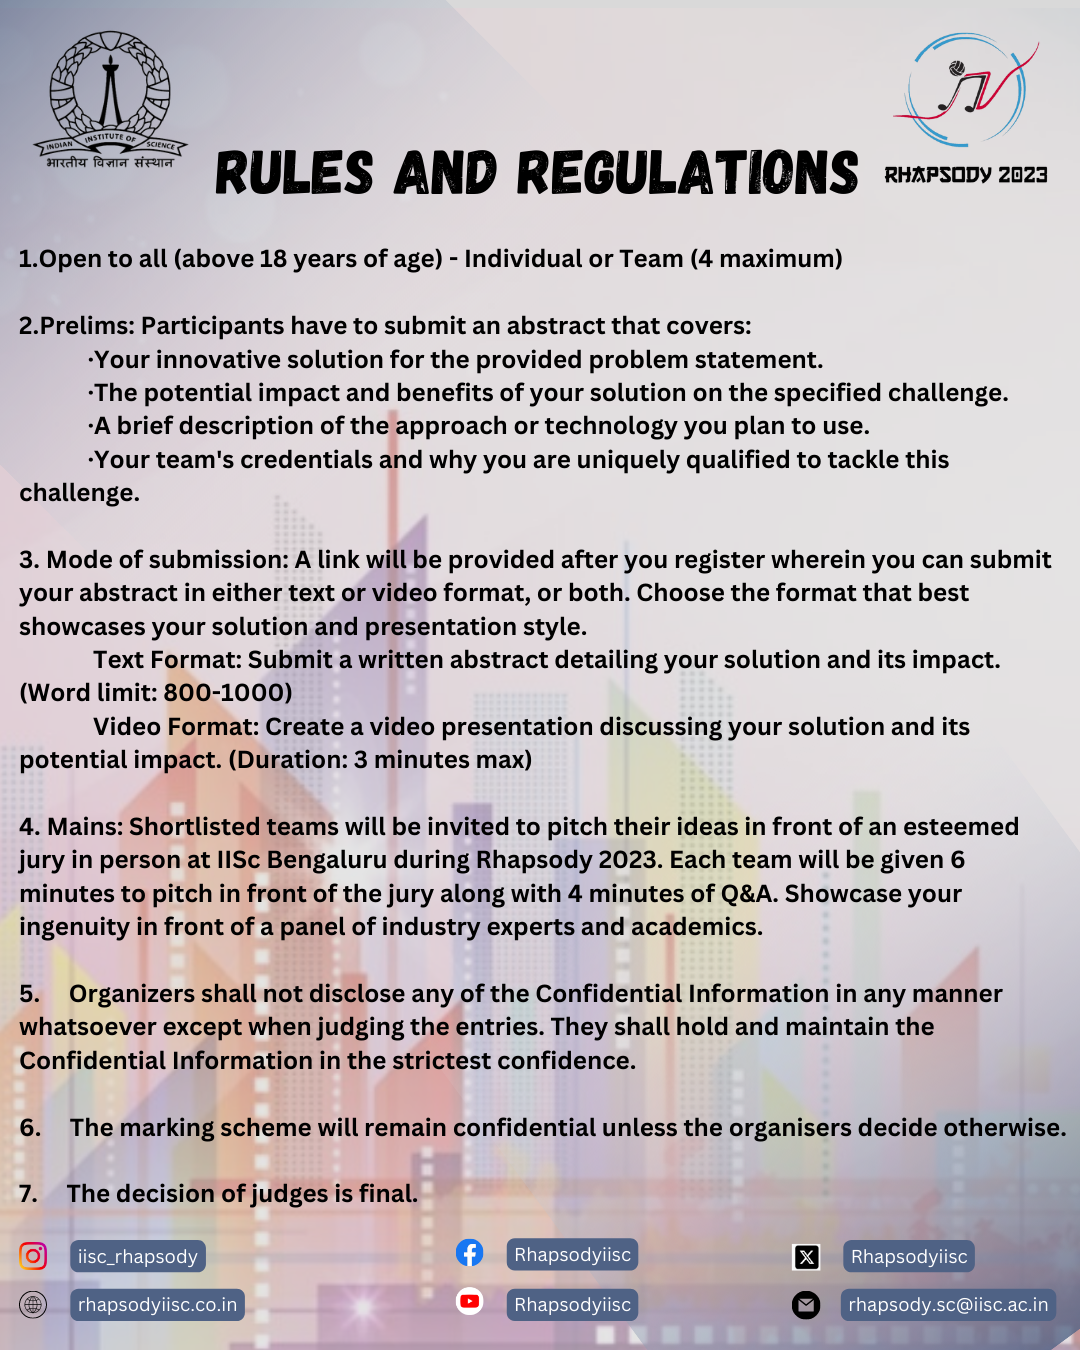 INDIAN INSTITUTE OF SCIENCE
भारतीय विज्ञान संस्थान
RHAPSODY 2023
RULES AND REGULATIONS
1.Open to all (above 18 years of age) - Individual or Team (4 maximum)
2.Prelims: Participants have to submit an abstract that covers:
·Your innovative solution for the provided problem statement.
·The potential impact and benefits of your solution on the specified challenge.
·A brief description of the approach or technology you plan to use.
·Your team's credentials and why you are uniquely qualified to tackle this
challenge.
3. Mode of submission: A link will be provided after you register wherein you can submit
your abstract in either text or video format, or both. Choose the format that best
showcases your solution and presentation style.
Text Format: Submit a written abstract detailing your solution and its impact.
(Word limit: 800-1000)
Video Format: Create a video presentation discussing your solution and its
potential impact. (Duration: 3 minutes max)
4. Mains: Shortlisted teams will be invited to pitch their ideas in front of an esteemed
jury in person at IISc Bengaluru during Rhapsody 2023. Each team will be given 6
minutes to pitch in front of the jury along with 4 minutes of Q&A. Showcase your
ingenuity in front of a panel of industry experts and academics.
5. Organizers shall not disclose any of the Confidential Information in any manner
whatsoever except when judging the entries. They shall hold and maintain the
Confidential Information in the strictest confidence.
6. The marking scheme will remain confidential unless the organisers decide otherwise.
7. The decision of judges is final.
iisc_rhapsody
Rhapsodyiisc
Rhapsodyiisc
rhapsodyiisc.co.in
Rhapsodyiisc
rhapsody.sc@iisc.ac.in